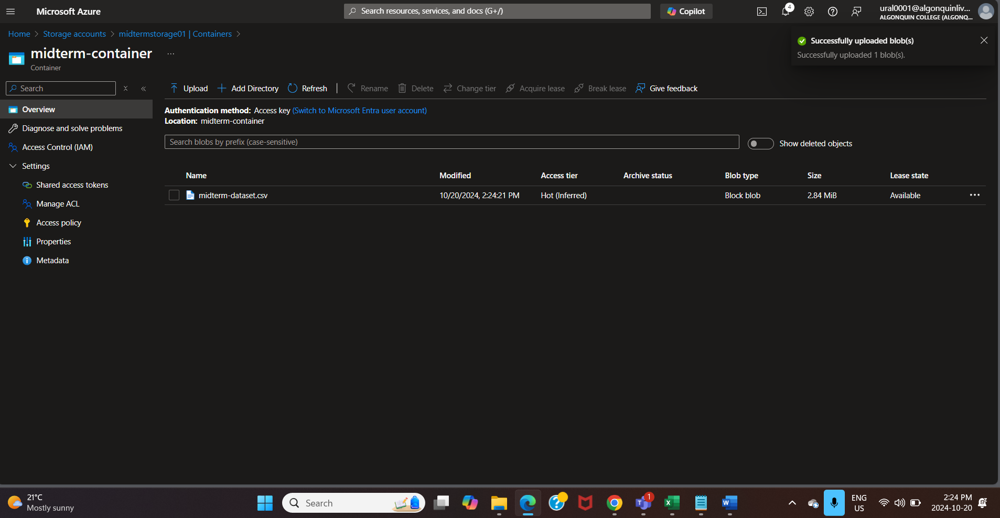 Microsoft Azure
Search resources, services, and docs (G+/)
Copilot
4
ural0001@algonquinliv...
ALGONQUIN COLLEGE (ALGONQ...
Home > Storage accounts > midtermstorage01 | Containers >
midterm-container ...
Container
Successfully uploaded blob(s)
Successfully uploaded 1 blob(s).
Search
Upload
Add Directory
Refresh
Rename
Delete
Change tier
Acquire lease
Break lease
Give feedback
Overview
Diagnose and solve problems
Access Control (IAM)
Settings
Shared access tokens
Manage ACL
Access policy
Properties
Metadata
Authentication method: Access key (Switch to Microsoft Entra user account)
Location: midterm-container
Search blobs by prefix (case-sensitive)
Show deleted objects
Name Modified Access tier Archive status Blob type Size Lease state
midterm-dataset.csv 10/20/2024, 2:24:21 PM Hot (Inferred) Block blob 2.84 MiB Available ...
21°C
Mostly sunny
Search
1
ENG
US
2:24 PM
2024-10-20